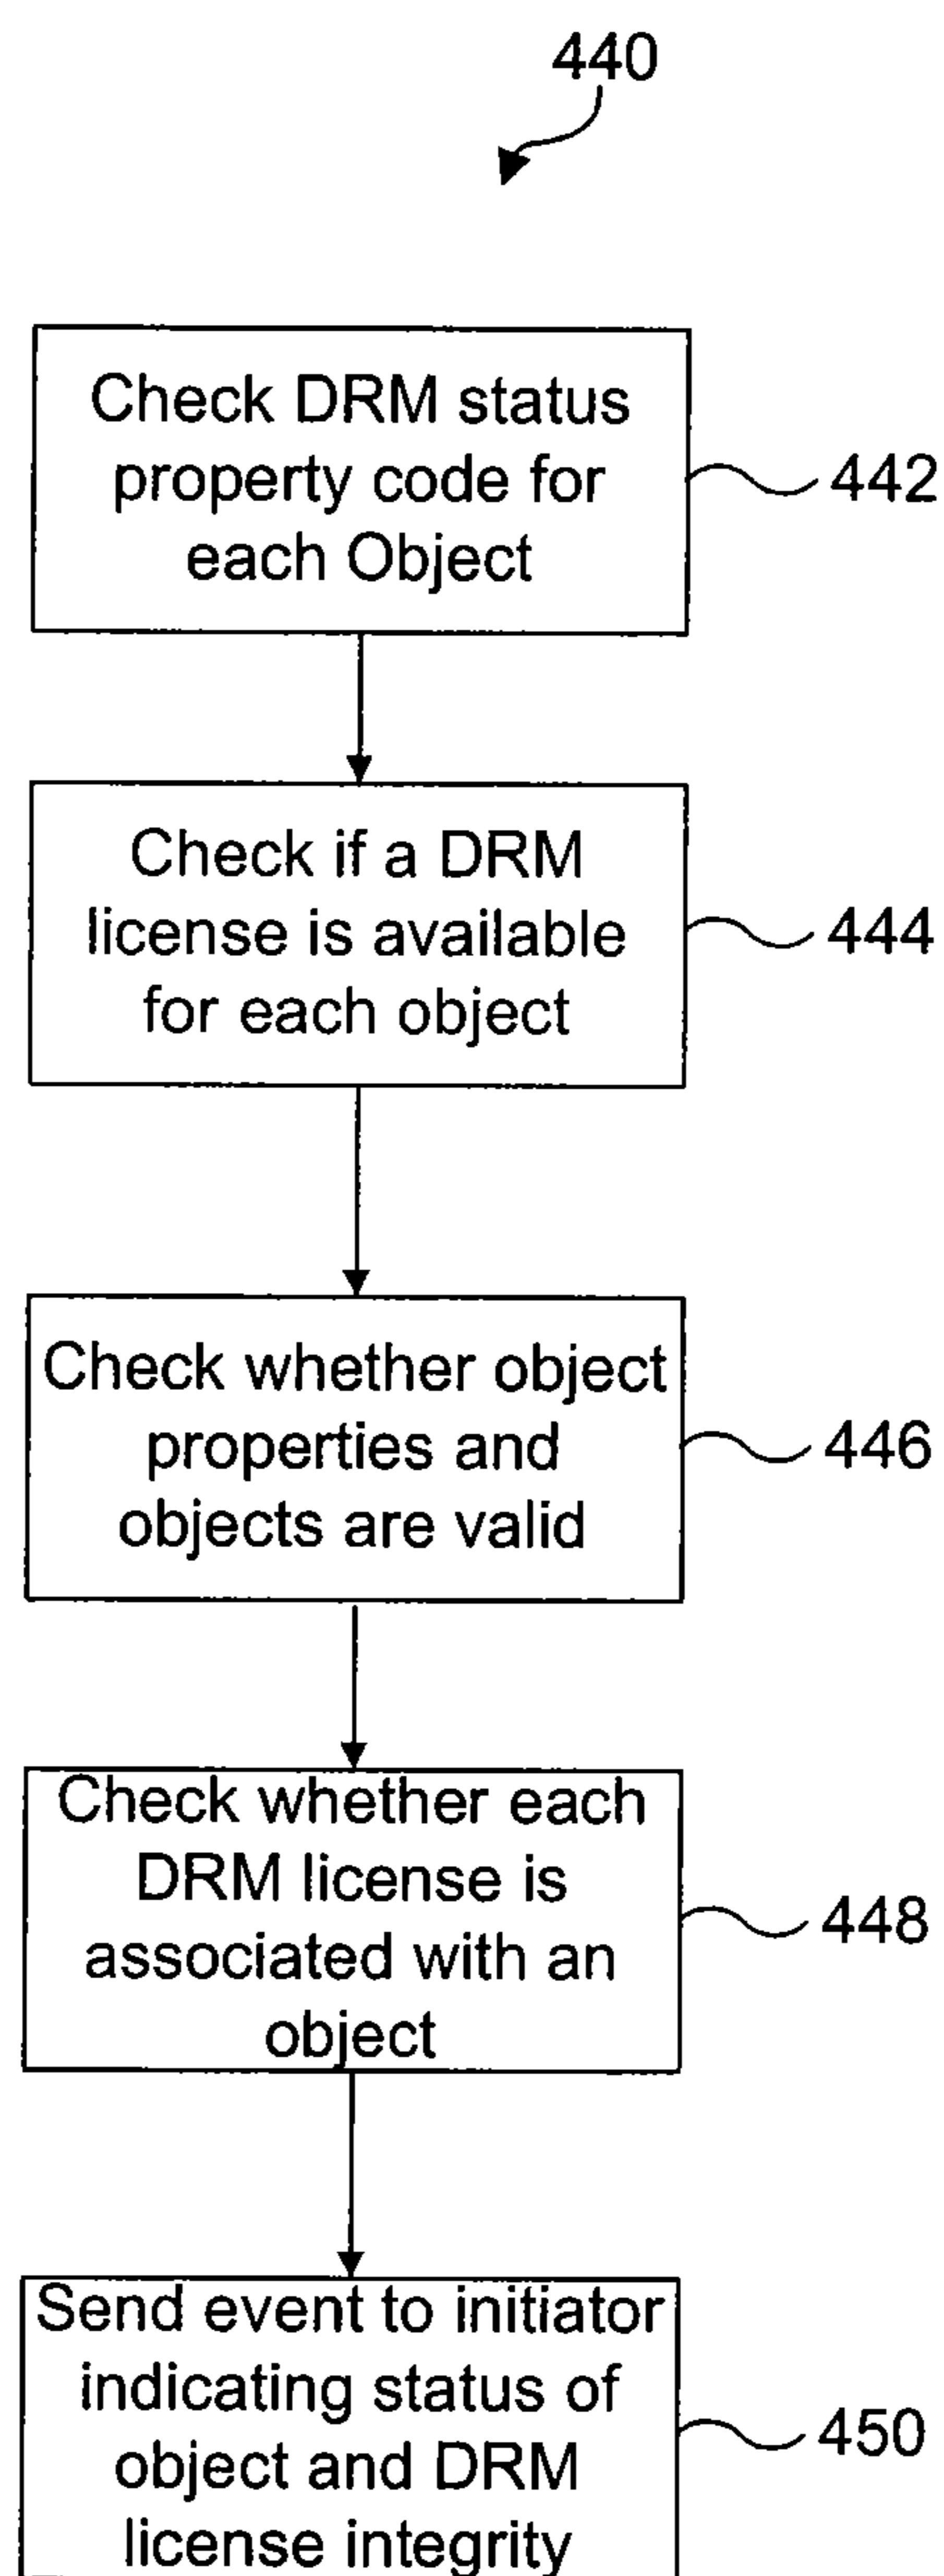 440
Check DRM status
property code for
each Object
442
Check if a DRM
license is available
for each object
444
Check whether object
properties and
objects are valid
446
Check whether each
DRM license is
associated with an
object
448
Send event to initiator
indicating status of
object and DRM
license integrity
450